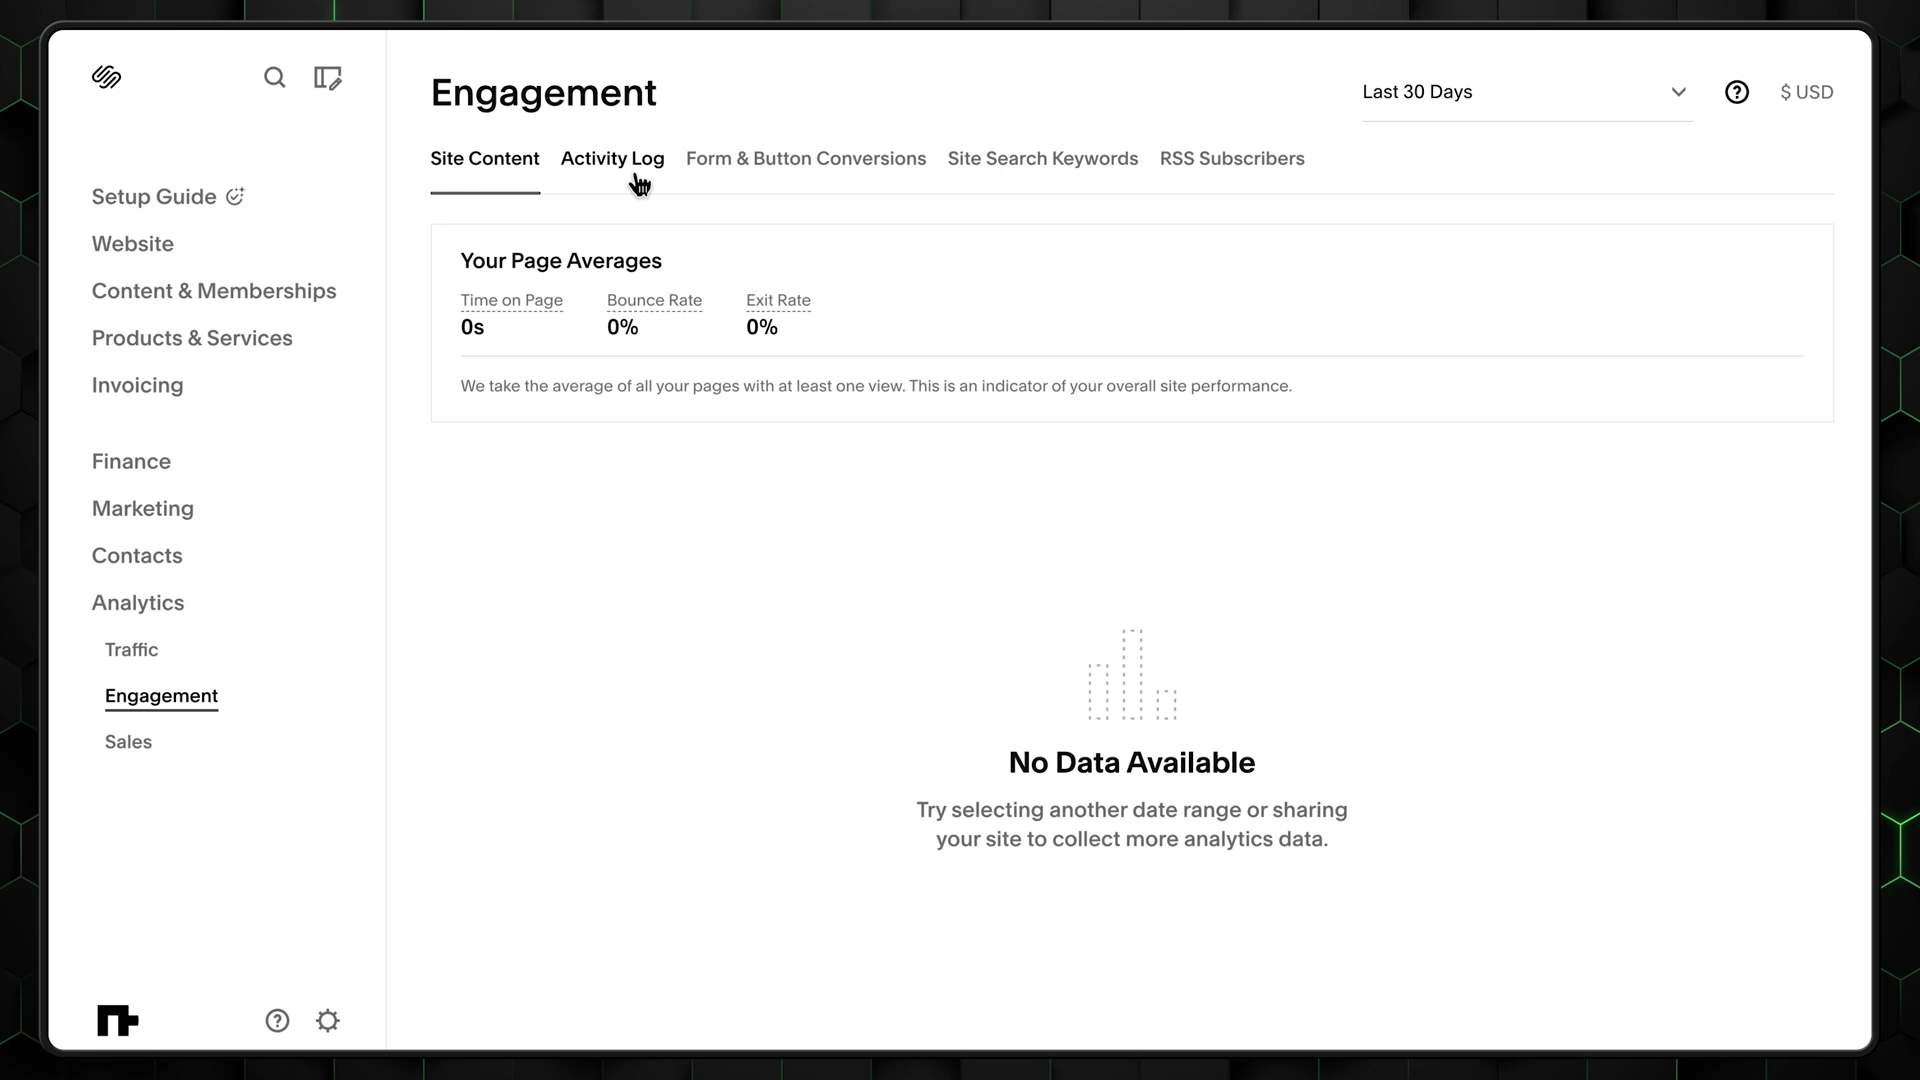 Setup Guide
Website
Content & Memberships
Products & Services
Invoicing
Finance
Marketing
Contacts
Analytics
Traffic
Engagement
Sales
Engagement
Last 30 Days
$ USD
Site Content
Activity Log
Form & Button Conversions
Site Search Keywords
RSS Subscribers
Your Page Averages
Time on Page
Bounce Rate
Exit Rate
0s
0%
0%
We take the average of all your pages with at least one view. This is an indicator of your overall site performance.
No Data Available
Try selecting another date range or sharing
your site to collect more analytics data.